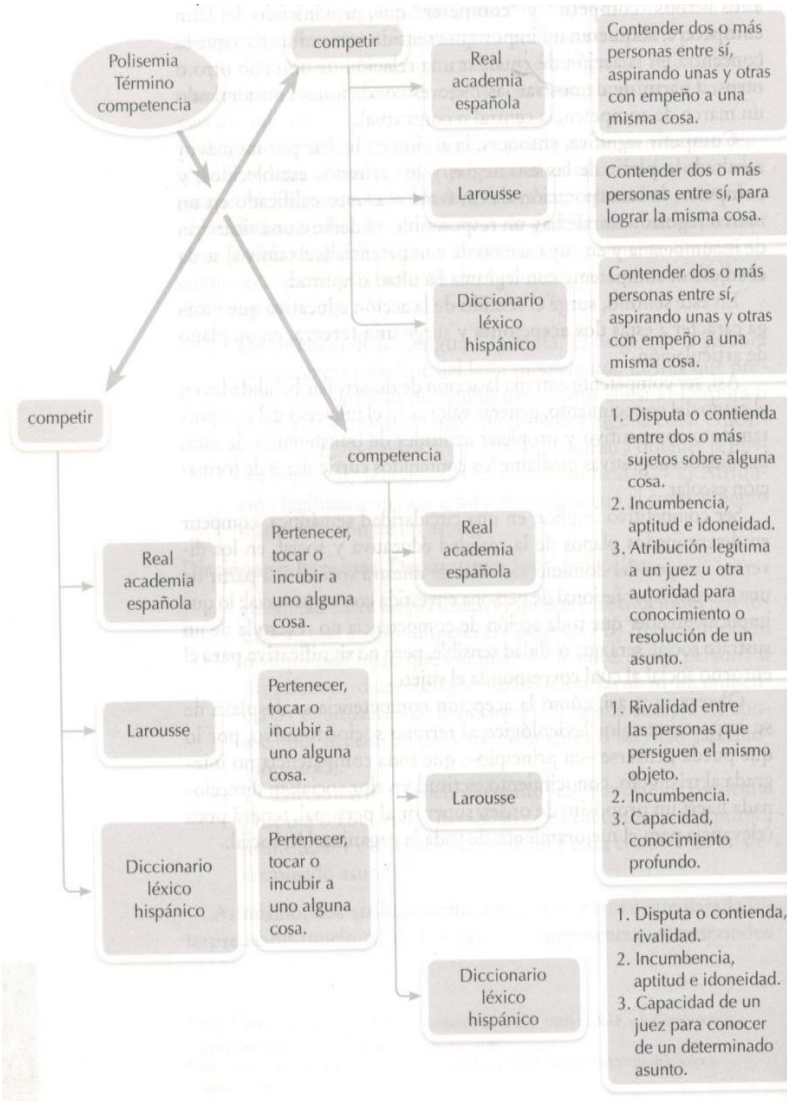 Polisemia
Término
competencia
competir
Real
academia
española
Contender dos o más
personas entre sí,
aspirando unas y otras
con empeño a una
misma cosa.
Larousse
Contender dos o más
personas entre sí, para
lograr la misma cosa.
Diccionario
léxico
hispánico
Contender dos o más
personas entre sí,
aspirando unas y otras
con empeño a una
misma cosa.
competir
Real
academia
española
Pertenecer,
tocar o
incubir a
uno alguna
cosa.
Larousse
Pertenecer,
tocar o
incubir a
uno alguna
cosa.
Diccionario
léxico
hispánico
Pertenecer,
tocar o
incubir a
uno alguna
cosa.
competencia
Real
academia
española
1. Disputa o contienda
entre dos o más
sujetos sobre alguna
cosa.
2. Incumbencia,
aptitud e idoneidad.
3. Atribución legítima
a un juez u otra
autoridad para
conocimiento o
resolución de un
asunto.
Larousse
1. Rivalidad entre
las personas que
persiguen el mismo
objeto.
2. Incumbencia.
3. Capacidad,
conocimiento
profundo.
Diccionario
léxico
hispánico
1. Disputa o contienda,
rivalidad.
2. Incumbencia,
aptitud e idoneidad.
3. Capacidad de un
juez para conocer
de un determinado
asunto.